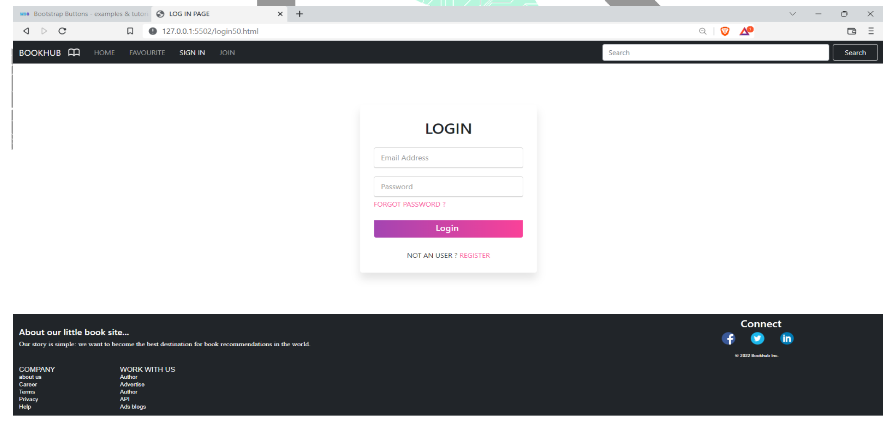 Bootstrap Buttons - examples & tutori LOG IN PAGE
127.0.0.1:5502/login50.html
BOOKHUB HOME FAVOURITE SIGN IN JOIN Search Search
LOGIN
Email Address
Password
FORGOT PASSWORD ?
Login
NOT AN USER ? REGISTER
About our little book site...
Our story is simple: we want to become the best destination for book recommendations in the world.
Connect
© 2022 Bookhub Inc.
COMPANY
about us
Career
Terms
Privacy
Help
WORK WITH US
Author
Advertise
Author
API
Ads blogs